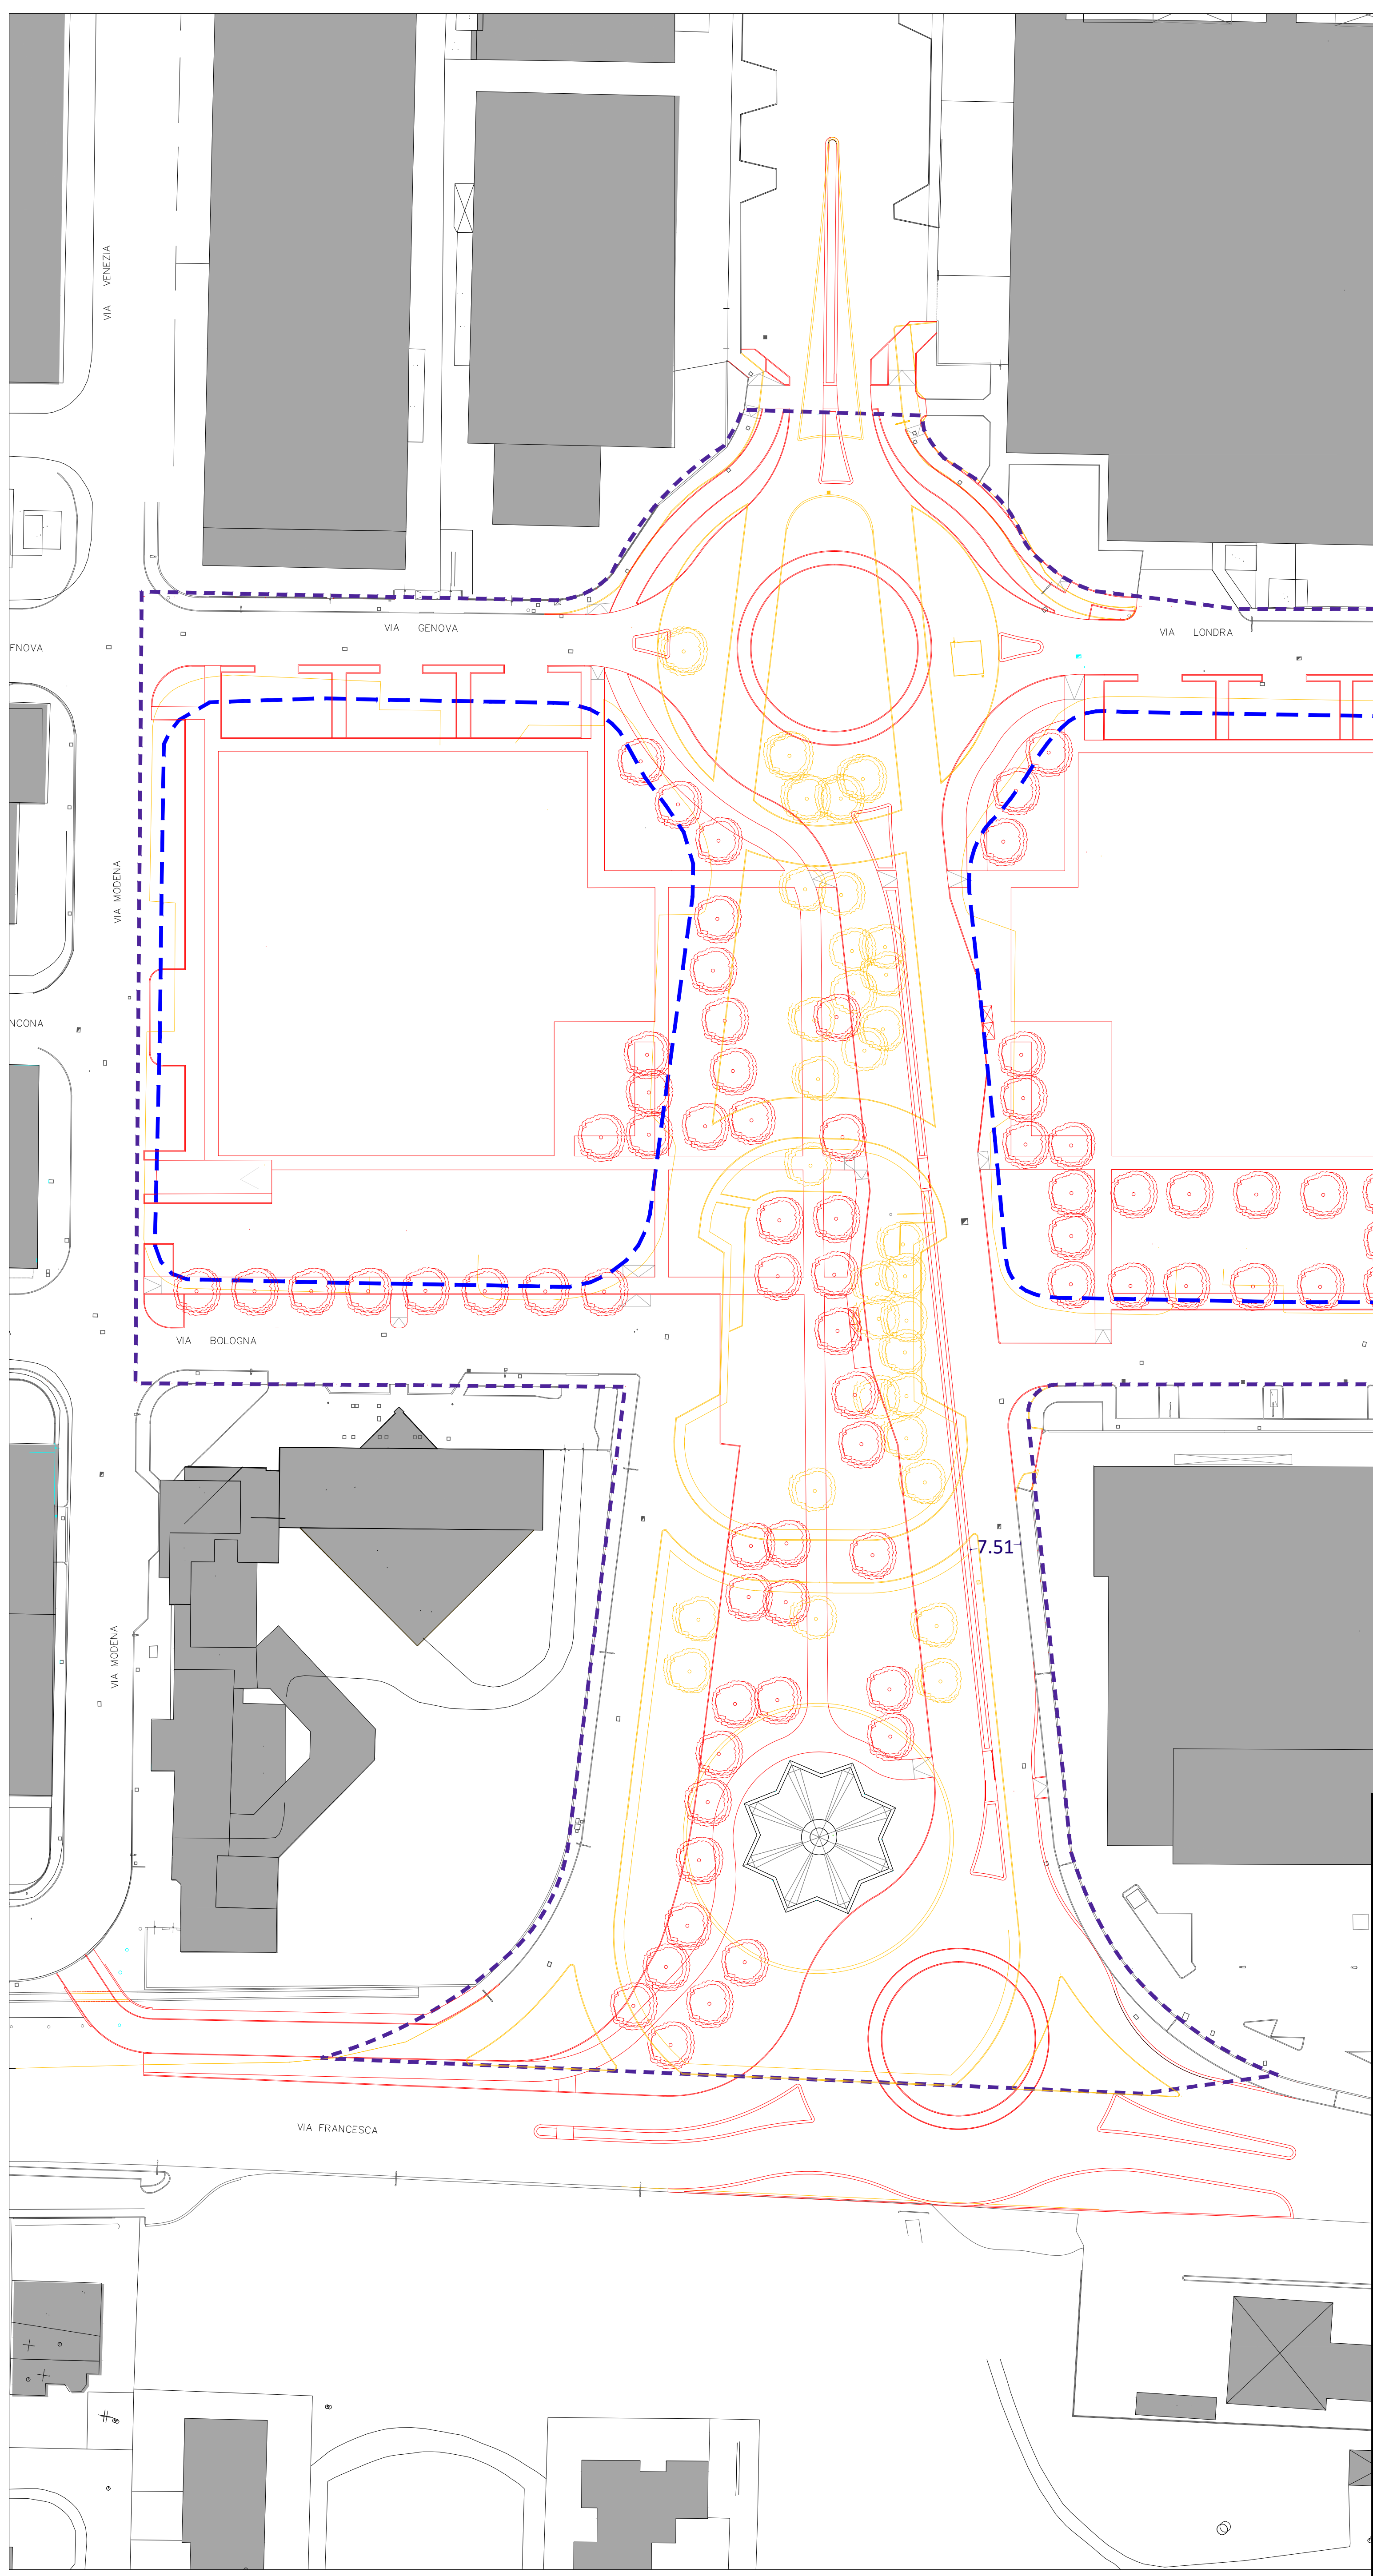 VIA VENEZIA
VIA GENOVA
VIA LONDRA
ENOVA
VIA MODENA
NCONA
VIA BOLOGNA
7.51
VIA MODENA
VIA FRANCESCA